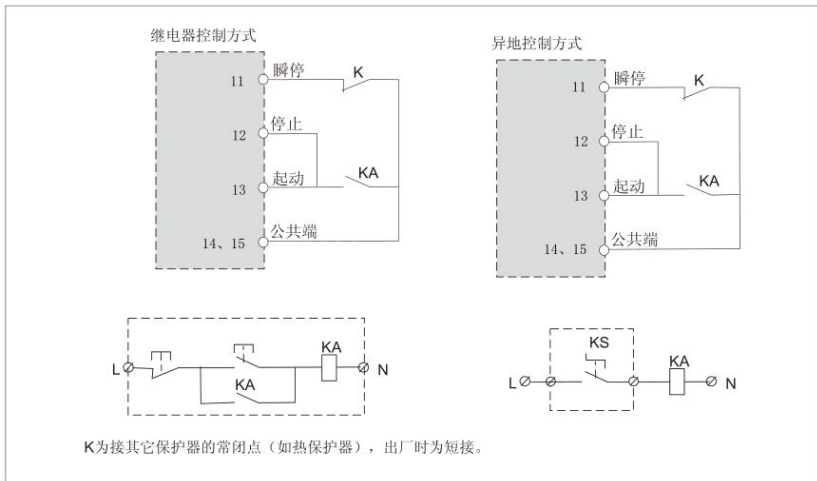 继电器控制方式
11
瞬停
K
12
停止
13
起动
KA
14、15
公共端
异地控制方式
11
瞬停
K
12
停止
13
起动
KA
14、15
公共端
L
KA
KA
N
L
KS
KA
N
K为接其它保护器的常闭点（如热保护器），出厂时为短接。